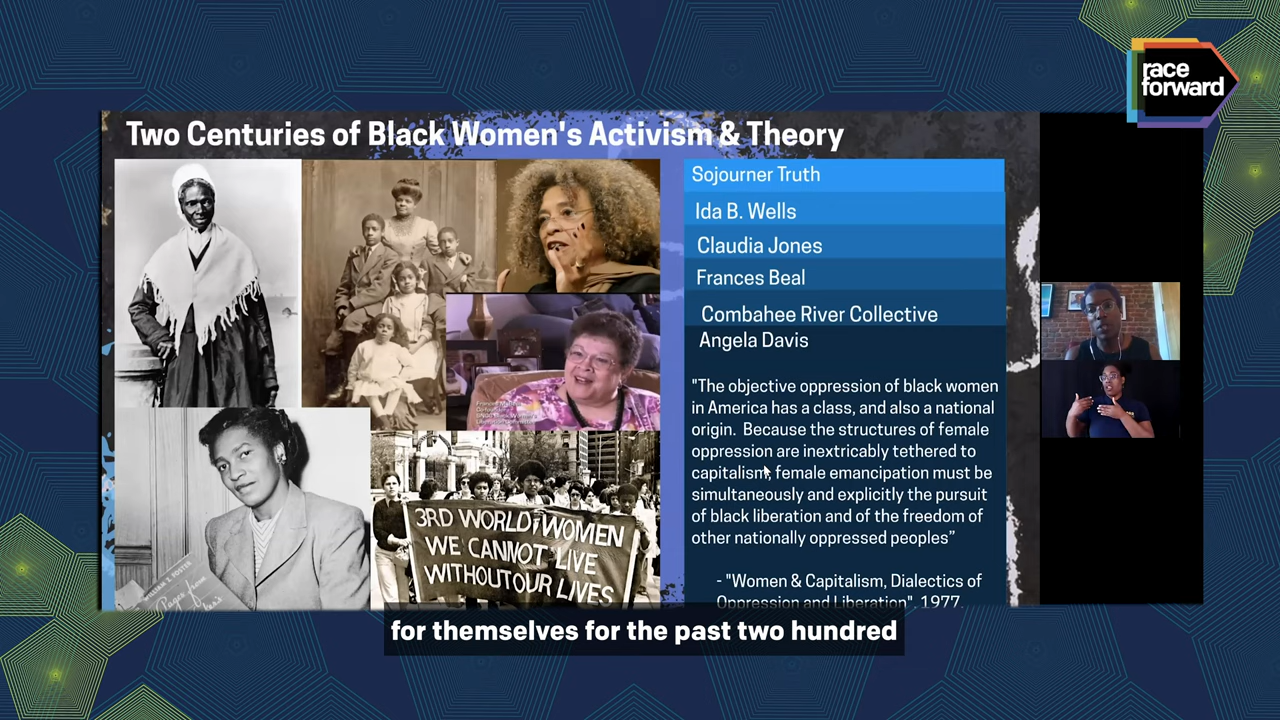 race
forward
Two Centuries of Black Women's Activism & Theory
Sojourner Truth
Ida B. Wells
Claudia Jones
Frances Beal
Combahee River Collective
Angela Davis
"The objective oppression of black women
in America has a class, and also a national
origin. Because the structures of female
oppression are inextricably tethered to
capitalism, female emancipation must be
simultaneously and explicitly the pursuit
of black liberation and of the freedom of
other nationally oppressed peoples”
- "Women & Capitalism, Dialectics of
Oppression and Liberation", 1977
3RD WORLD WOMEN
WE CANNOT LIVE
WITHOUT OUR LIVES
for themselves for the past two hundred